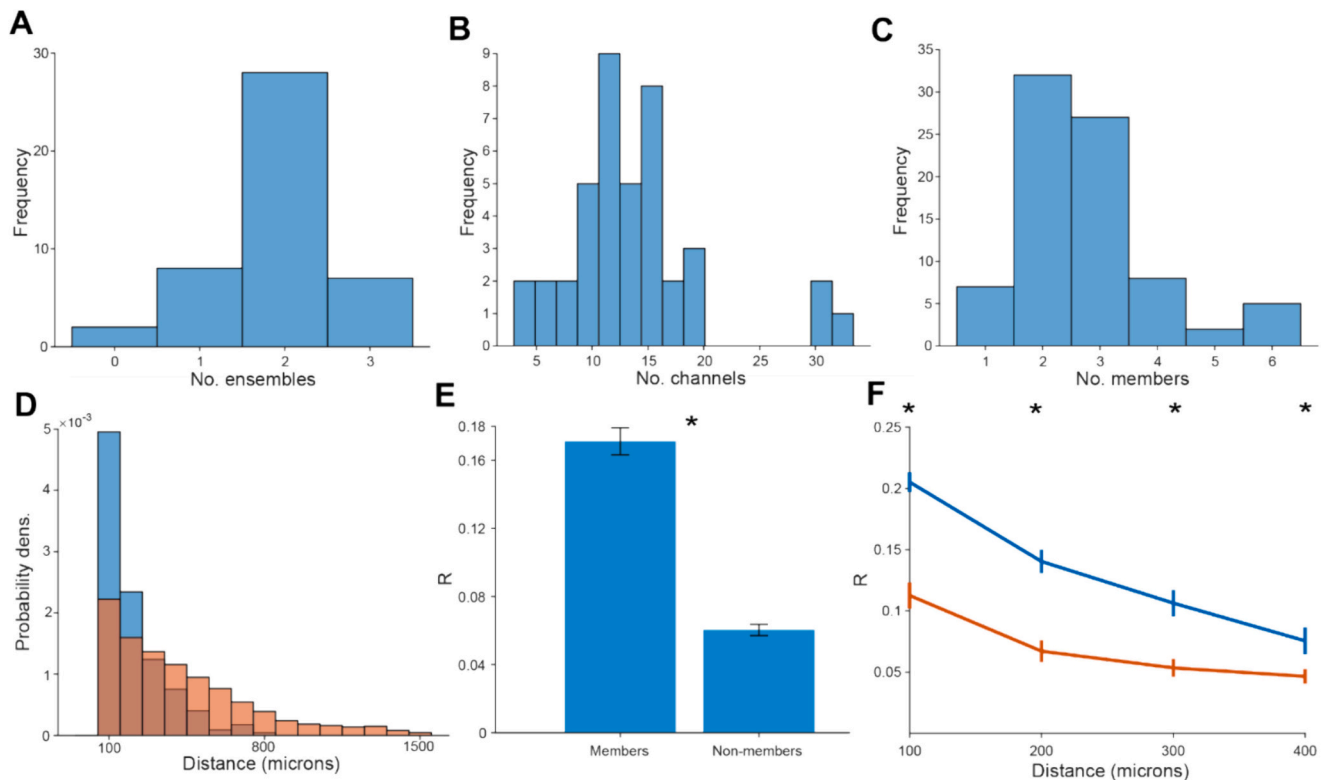 A
30
20
10
0
Frequency
0 1 2 3
No. ensembles
B
9
8
7
6
5
4
3
2
1
Frequency
5 10 15 20 25 30
No. channels
C
35
30
25
20
15
10
5
0
Frequency
1 2 3 4 5 6
No. members
D
×10⁻³
5
4
3
2
1
0
Probability dens.
100 800 1500
Distance (microns)
E
*
0.18
0.16
0.12
0.08
0.04
0
R
Members Non-members
F
* * * *
0.25
0.2
0.15
0.1
0.05
R
100 200 300 400
Distance (microns)